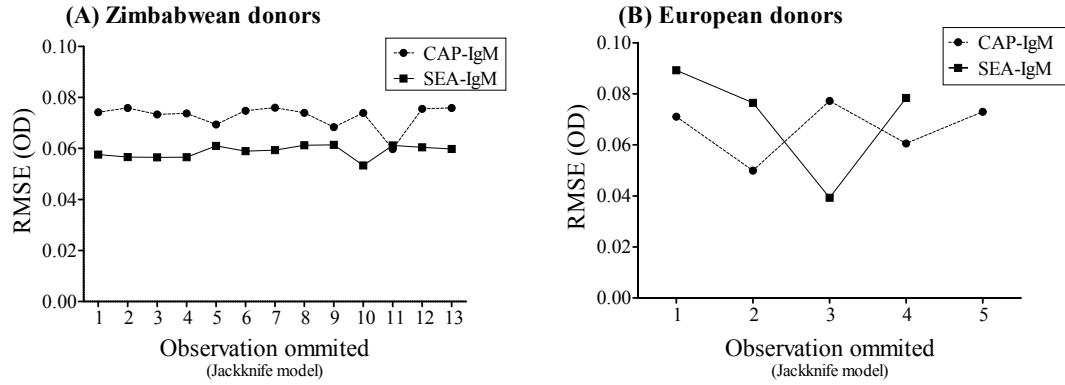 (A) Zimbabwean donors
CAP-IgM
SEA-IgM
RMSE (OD)
0.10
0.08
0.06
0.04
0.02
0.00
1 2 3 4 5 6 7 8 9 10 11 12 13
Observation ommited
(Jackknife model)
(B) European donors
CAP-IgM
SEA-IgM
RMSE (OD)
0.10
0.08
0.06
0.04
0.02
0.00
1 2 3 4 5
Observation ommited
(Jackknife model)